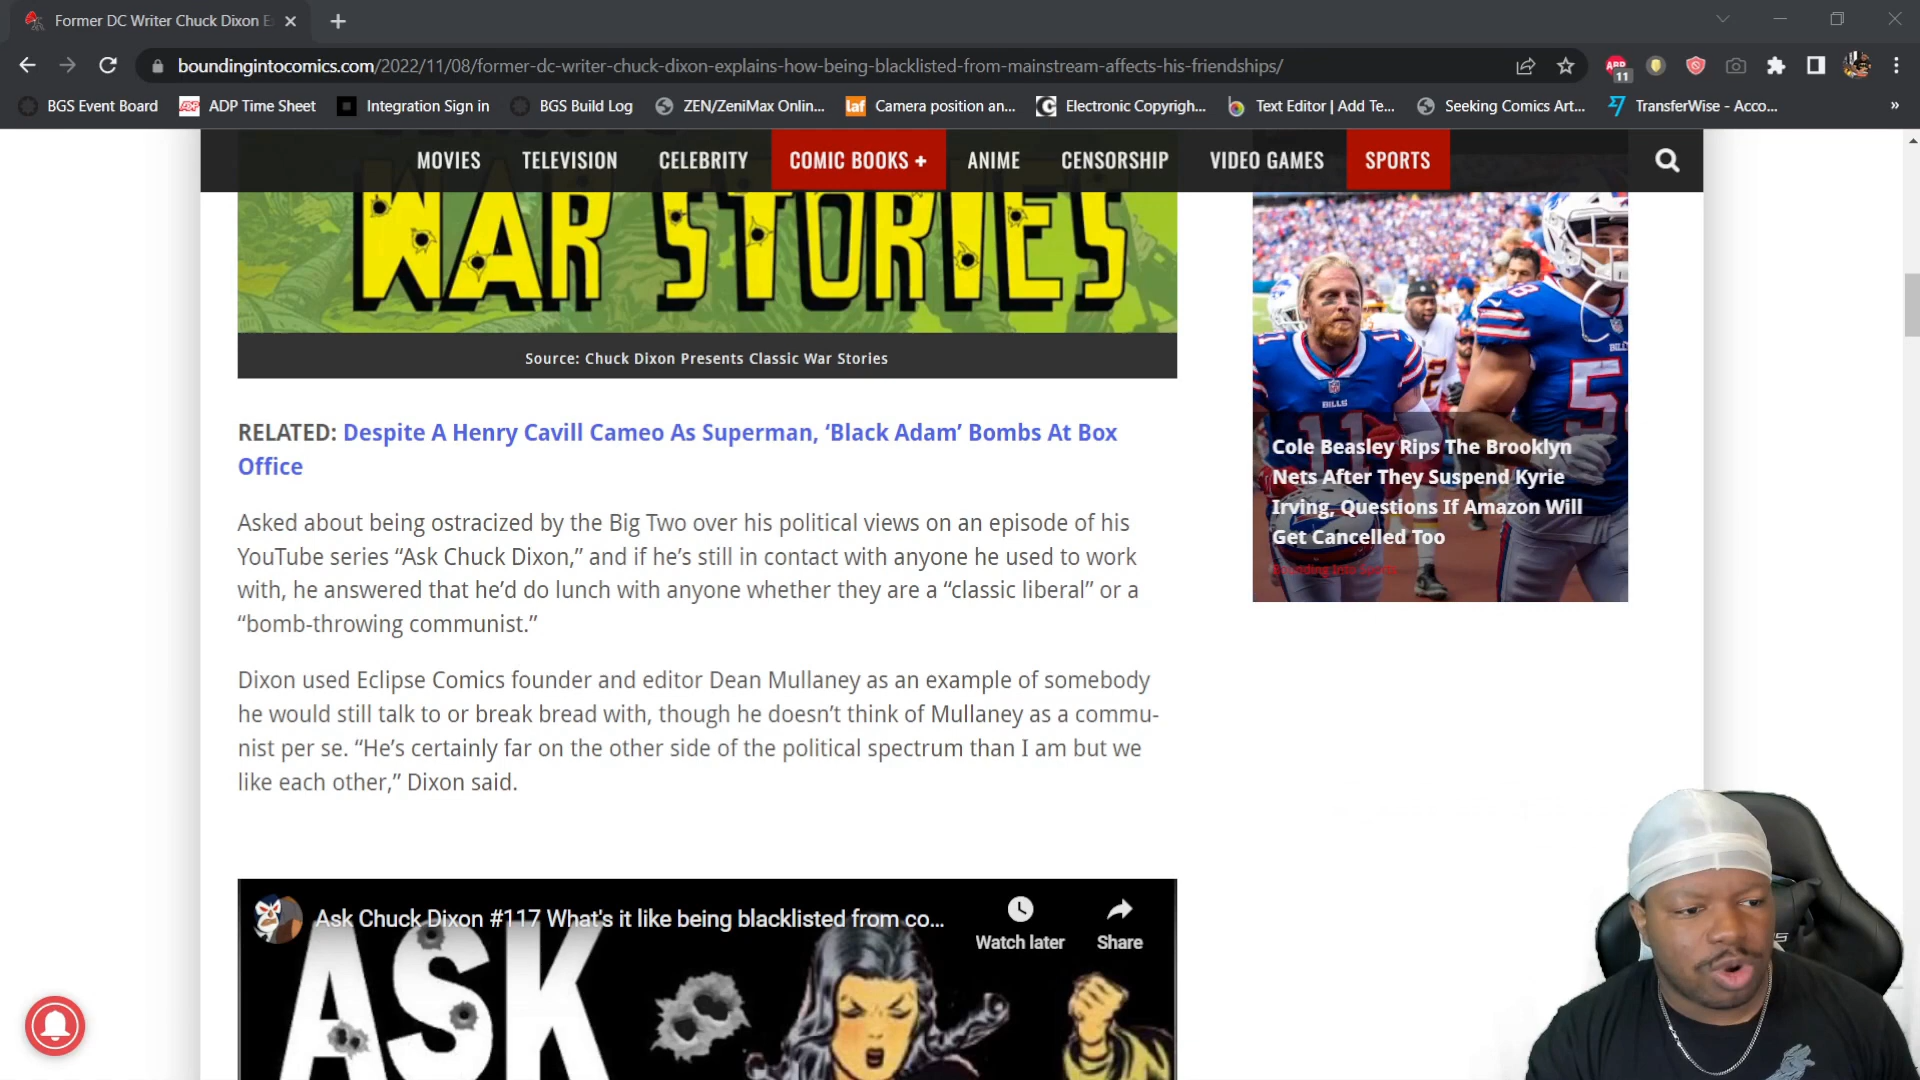 Former DC Writer Chuck Dixon E
boundingintocomics.com/2022/11/08/former-dc-writer-chuck-dixon-explains-how-being-blacklisted-from-mainstream-affects-his-friendships/
ABP
11
BGS Event Board
ADP Time Sheet
Integration Sign in
BGS Build Log
ZEN/ZeniMax Onlin...
laf Camera position an...
Electronic Copyrigh...
Text Editor | Add Te...
Seeking Comics Art...
TransferWise - Acco...
»
MOVIES TELEVISION CELEBRITY COMIC BOOKS + ANIME CENSORSHIP VIDEO GAMES SPORTS
WAR STORIES
Source: Chuck Dixon Presents Classic War Stories
RELATED: Despite A Henry Cavill Cameo As Superman, ‘Black Adam’ Bombs At Box
Office
Asked about being ostracized by the Big Two over his political views on an episode of his
YouTube series “Ask Chuck Dixon,” and if he’s still in contact with anyone he used to work
with, he answered that he’d do lunch with anyone whether they are a “classic liberal” or a
“bomb-throwing communist.”
Dixon used Eclipse Comics founder and editor Dean Mullaney as an example of somebody
he would still talk to or break bread with, though he doesn’t think of Mullaney as a commu-
nist per se. “He’s certainly far on the other side of the political spectrum than I am but we
like each other,” Dixon said.
Ask Chuck Dixon #117 What's it like being blacklisted from co...
Watch later
Share
ASK
BILLS
11
Cole Beasley Rips The Brooklyn
Nets After They Suspend Kyrie
Irving, Questions If Amazon Will
Get Cancelled Too
Bounding Into Sports